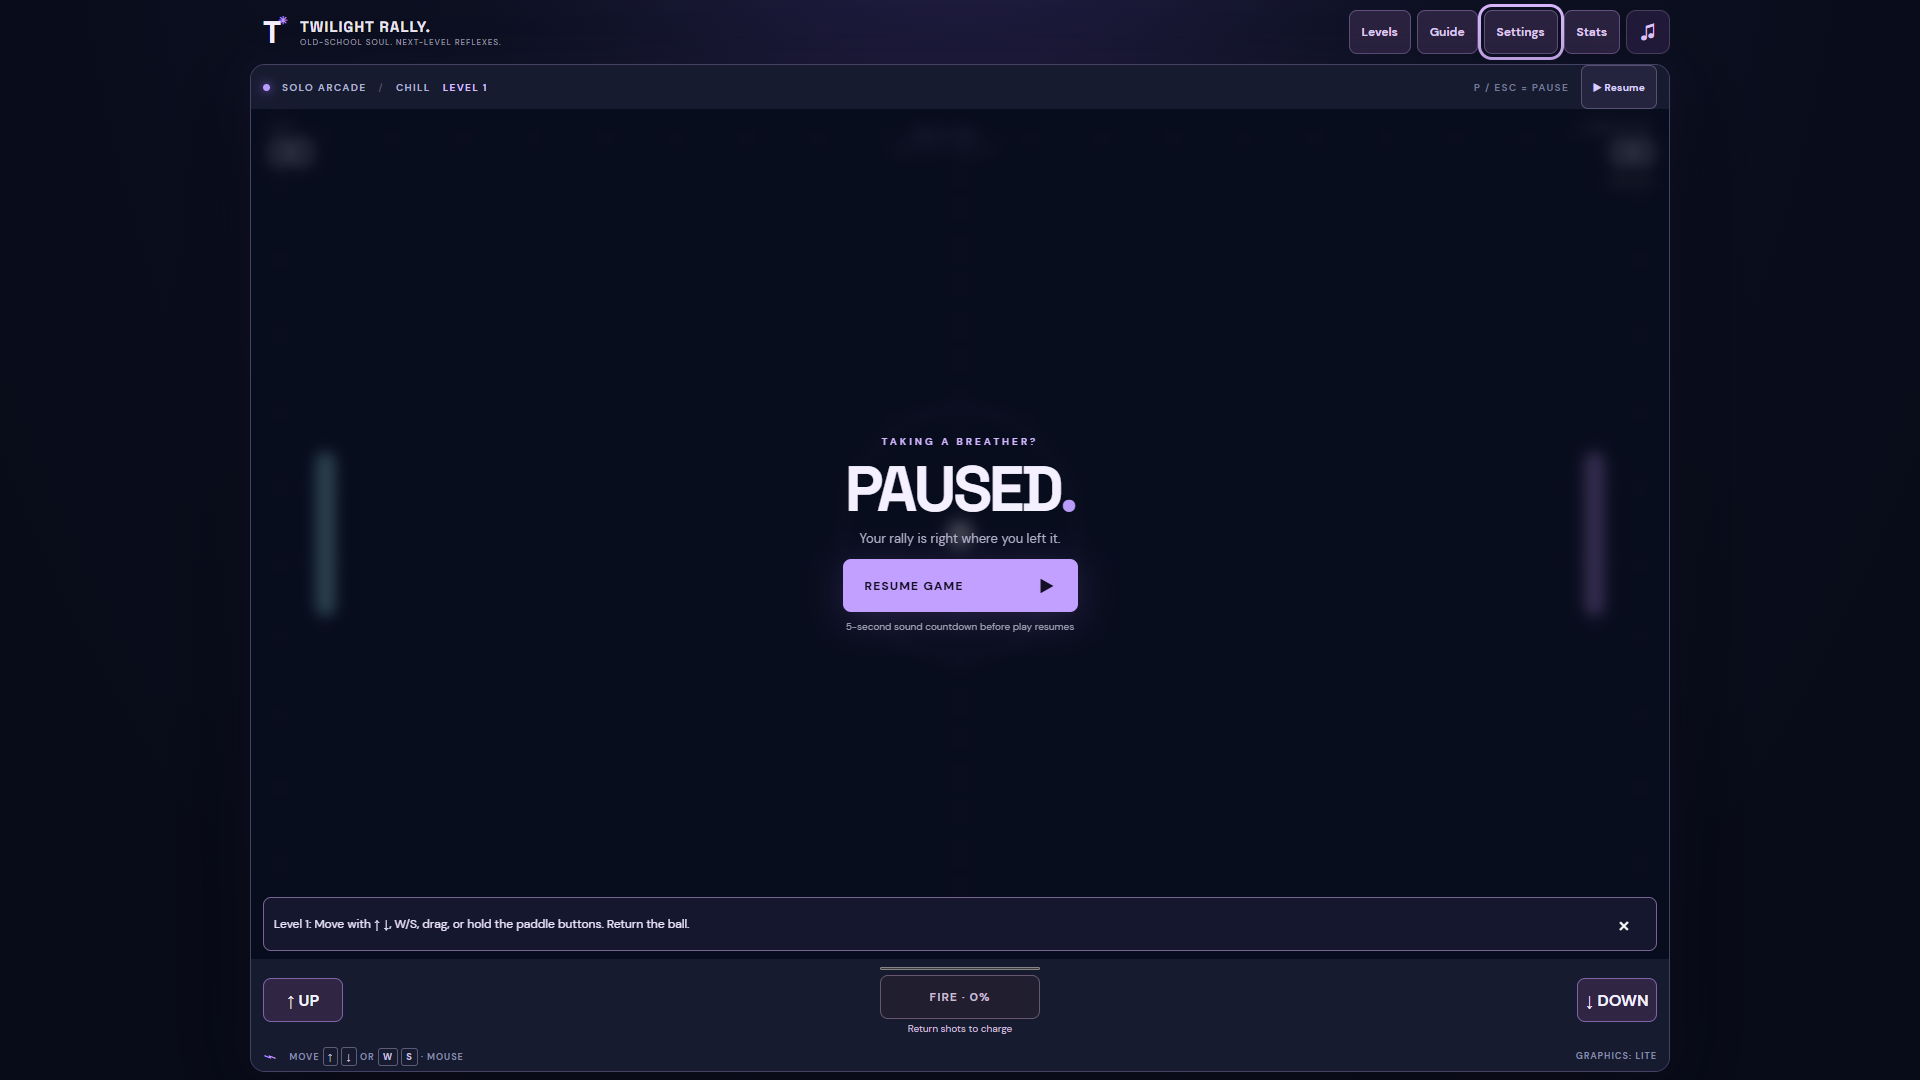 T* TWILIGHT RALLY.
OLD-SCHOOL SOUL. NEXT-LEVEL REFLEXES.
Levels Guide Settings Stats ♫
SOLO ARCADE / CHILL LEVEL 1
P / ESC = PAUSE ▶ Resume
TAKING A BREATHER?
PAUSED.
Your rally is right where you left it.
RESUME GAME ▶
5-second sound countdown before play resumes
Level 1: Move with ↑ ↓, W/S, drag, or hold the paddle buttons. Return the ball. ×
↑ UP
FIRE · 0%
↓ DOWN
Return shots to charge
MOVE ↑ ↓ OR W S · MOUSE
GRAPHICS: LITE